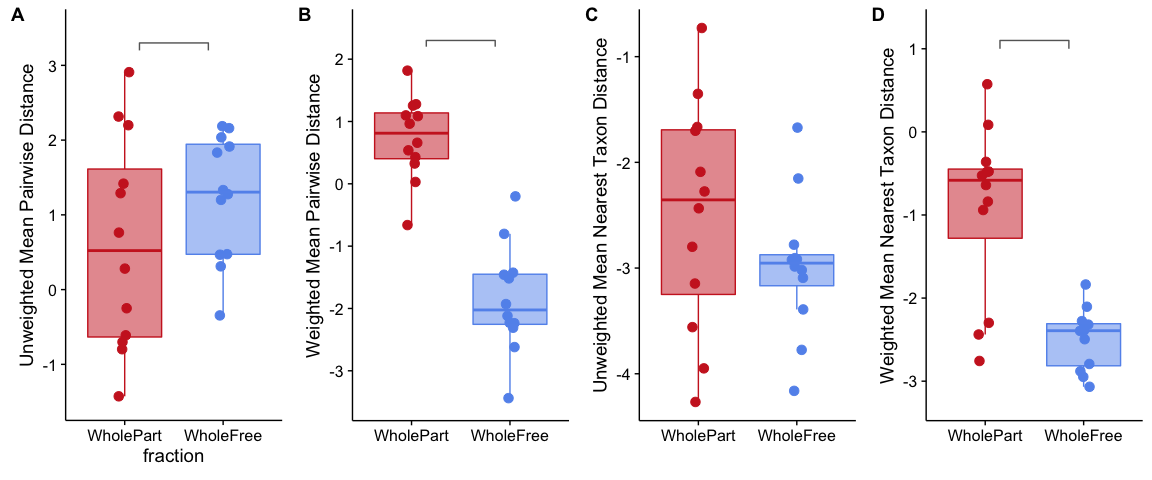 A
Unweighted Mean Pairwise Distance
3
2
1
0
-1
WholePart WholeFree
fraction
B
Weighted Mean Pairwise Distance
2
1
0
-1
-2
-3
WholePart WholeFree
C
Unweighted Mean Nearest Taxon Distance
-1
-2
-3
-4
WholePart WholeFree
D
Weighted Mean Nearest Taxon Distance
1
0
-1
-2
-3
WholePart WholeFree